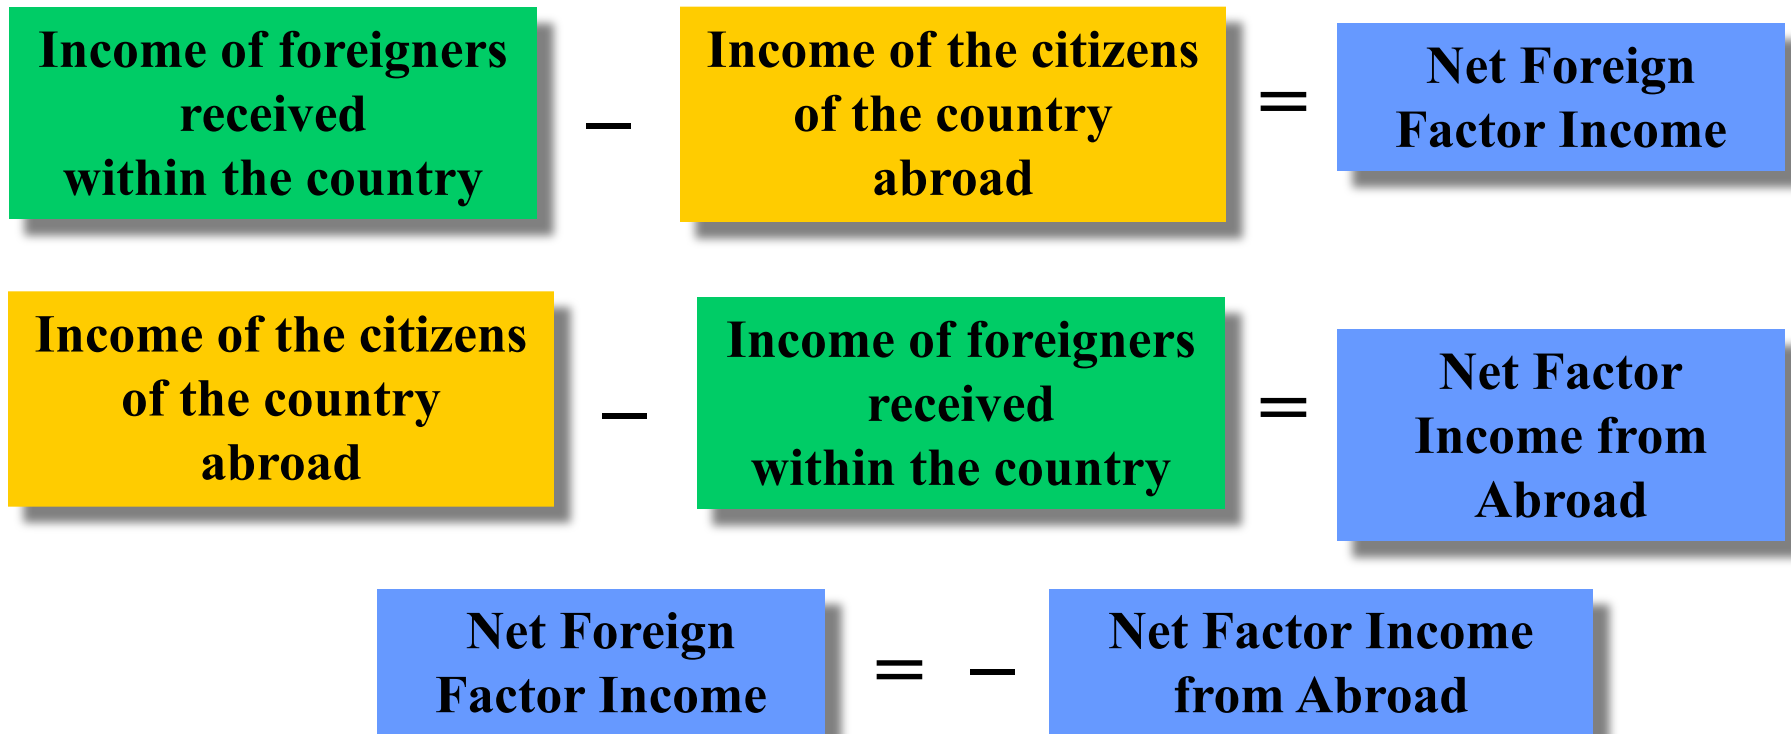 Income of foreigners
received
within the country
–
Income of the citizens
of the country
abroad
=
Net Foreign
Factor Income
Income of the citizens
of the country
abroad
–
Income of foreigners
received
within the country
=
Net Factor
Income from
Abroad
Net Foreign
Factor Income
= –
Net Factor Income
from Abroad